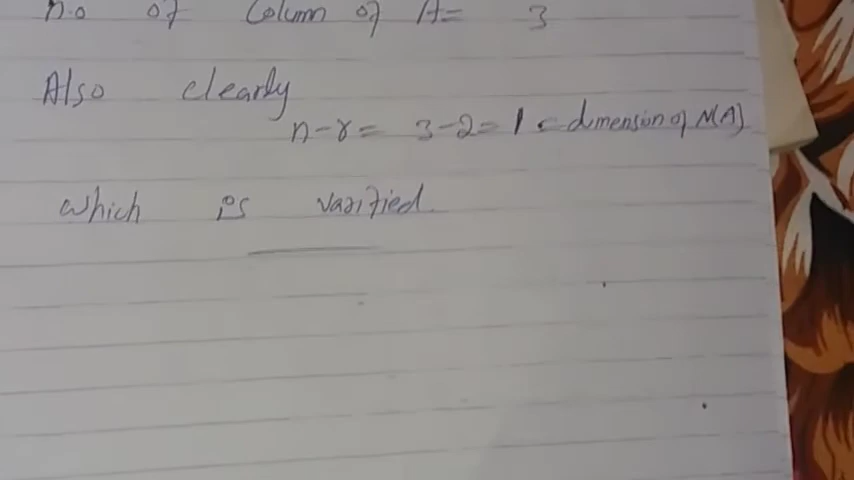 n.o of Column of A= 3
Also clearly
n-r= 3-2=1 = dimension of N(A)
which is varified.